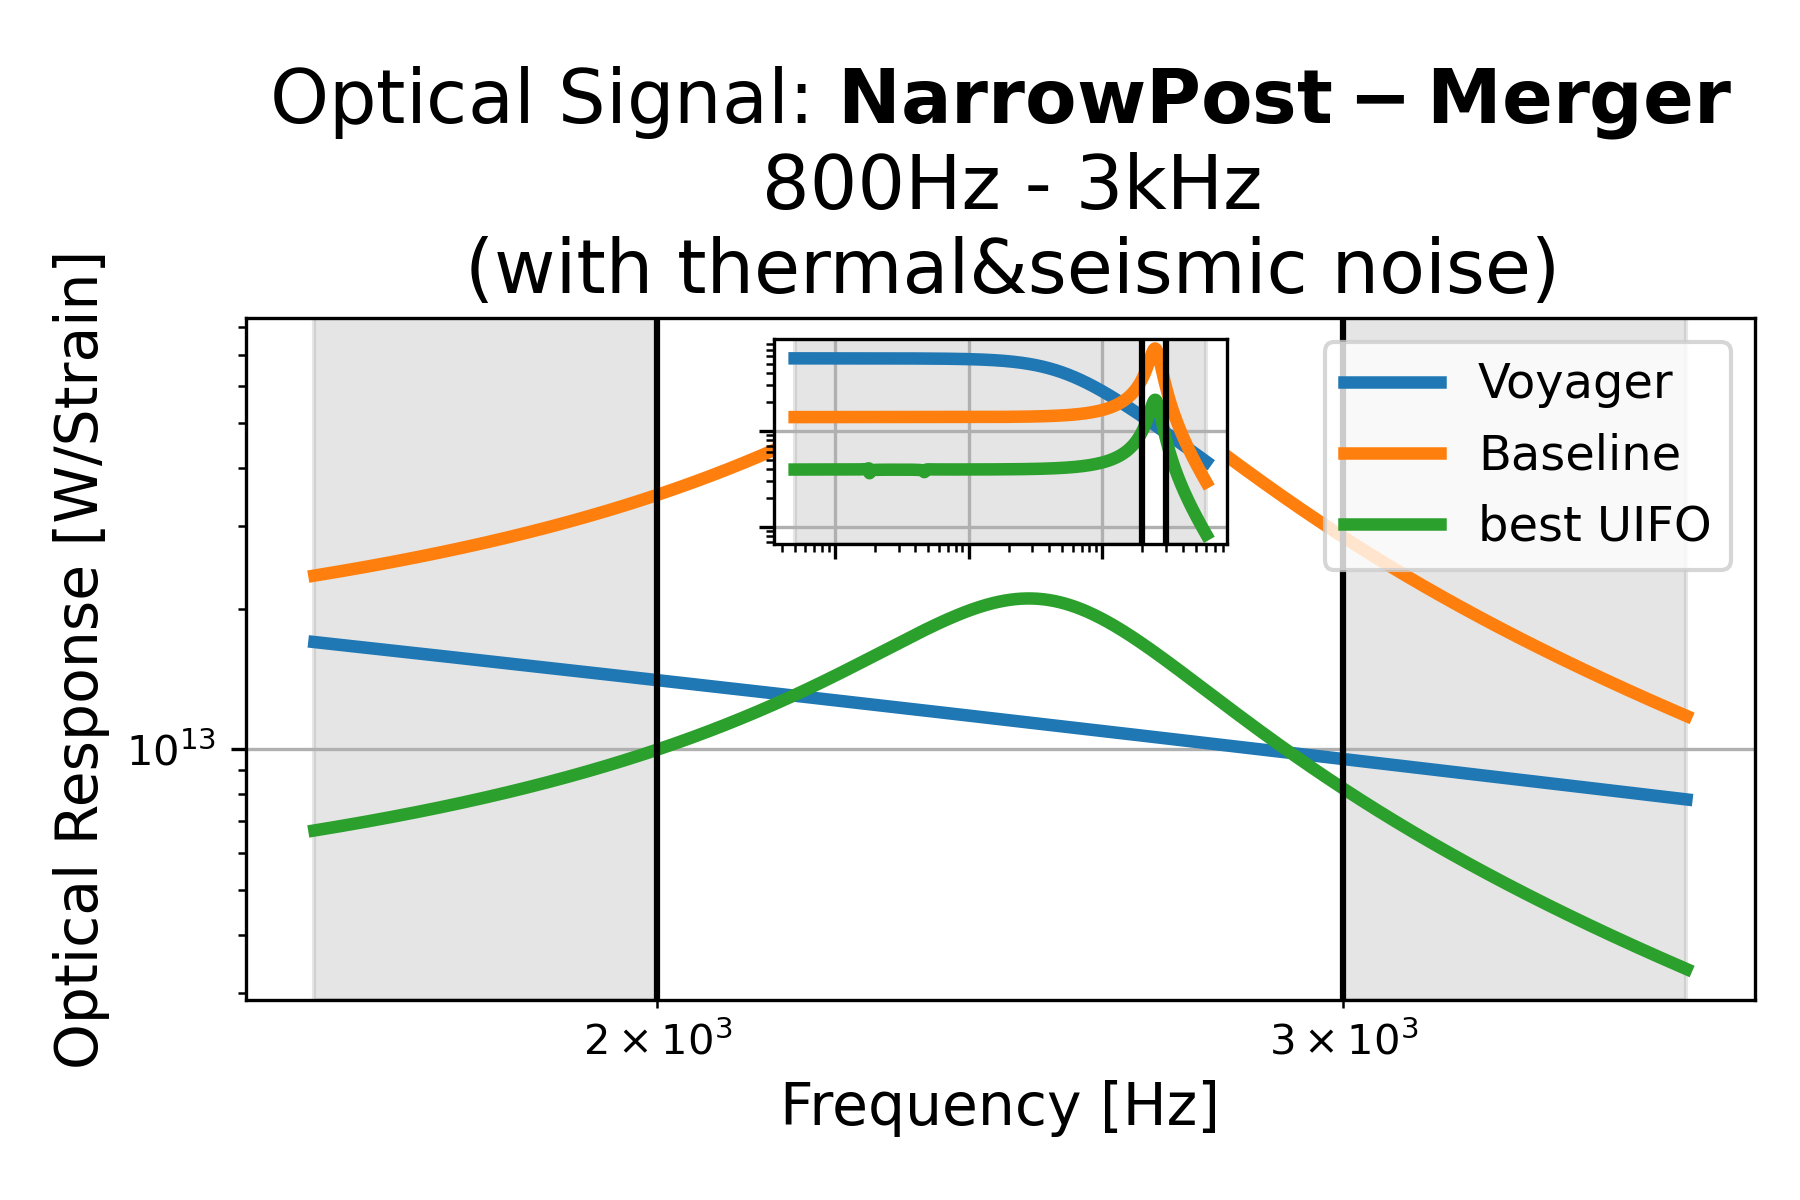 Optical Signal: NarrowPost − Merger
800Hz - 3kHz
(with thermal&seismic noise)
Optical Response [W/Strain]
10¹³
Voyager
Baseline
best UIFO
2 × 10³
3 × 10³
Frequency [Hz]